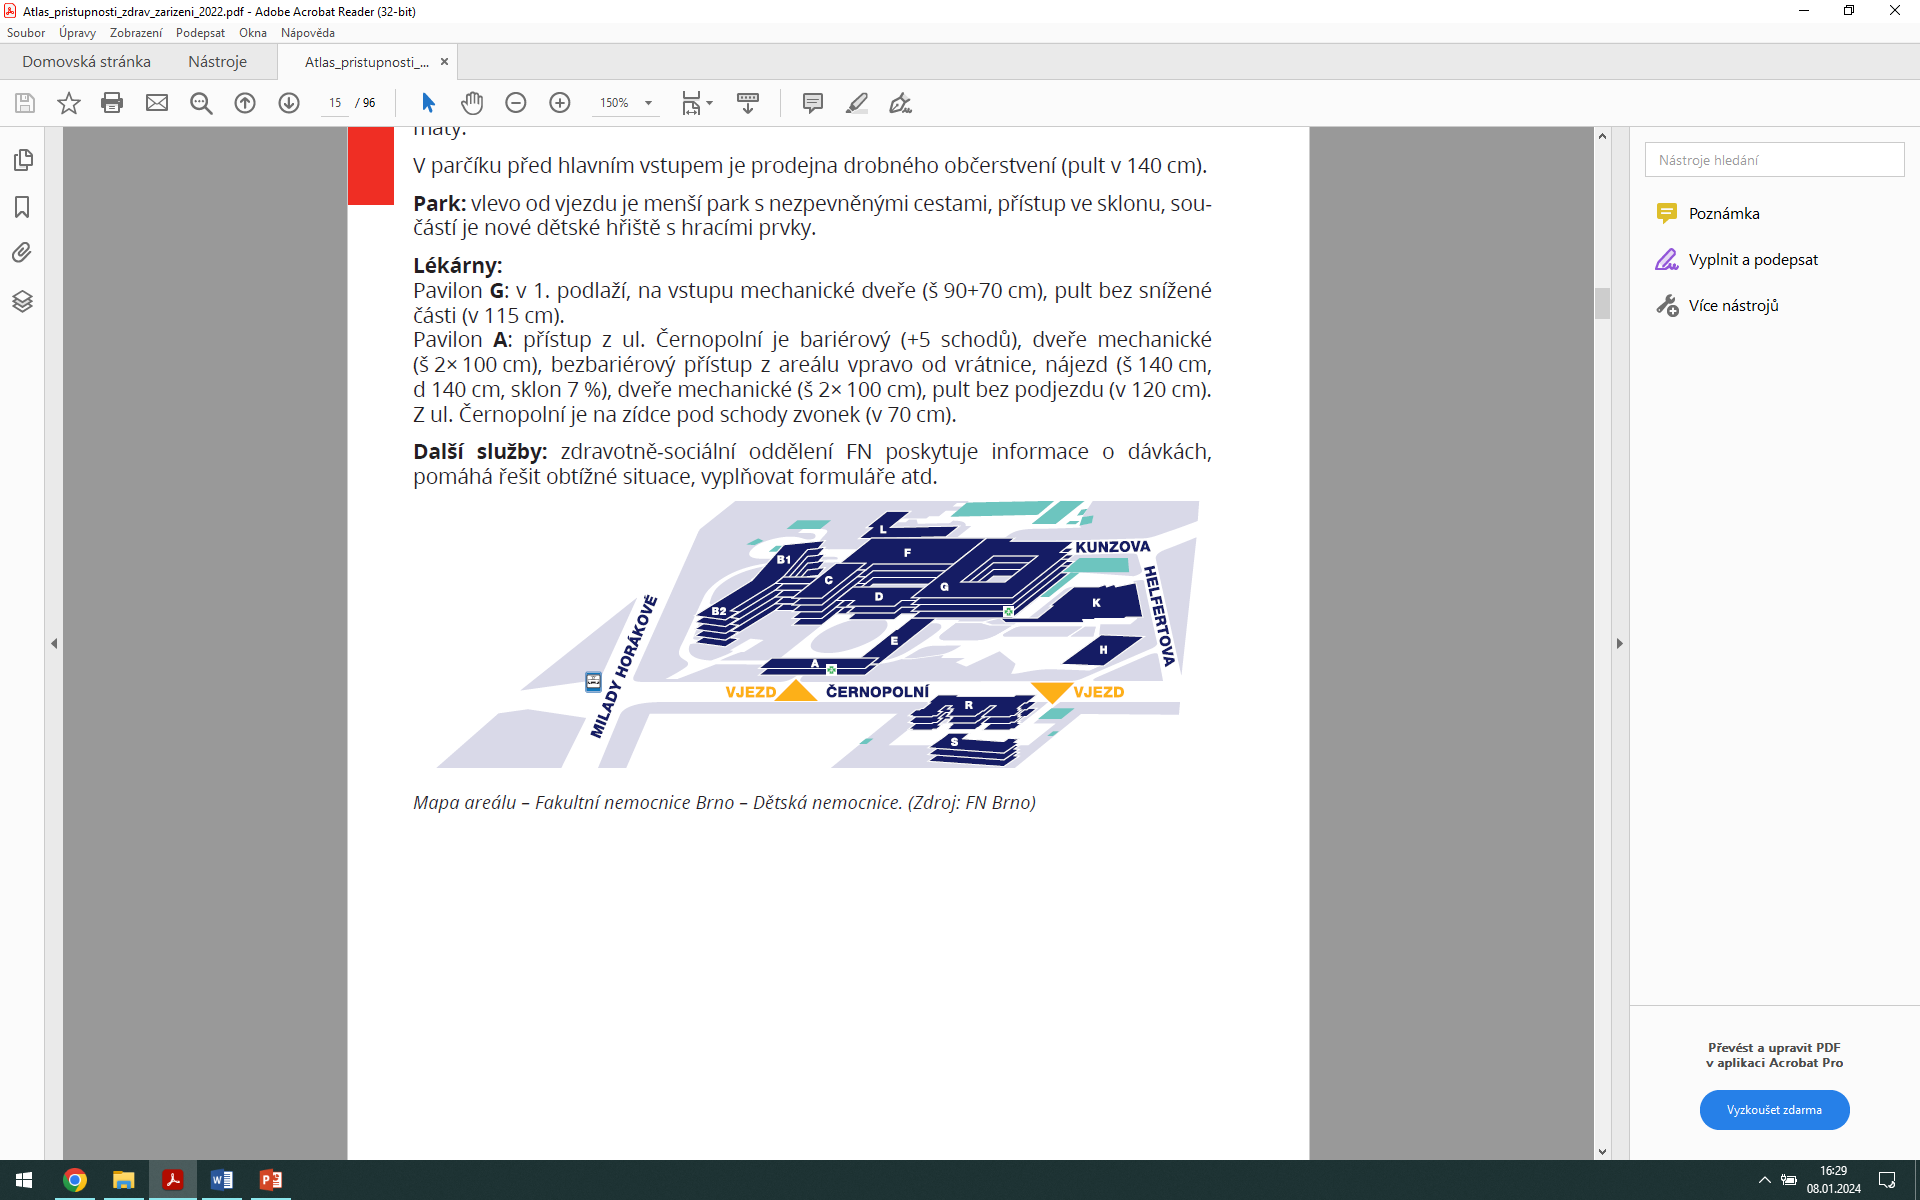 Atlas_pristupnosti_zdrav_zarizeni_2022.pdf - Adobe Acrobat Reader (32-bit)
Soubor Úpravy Zobrazení Podepsat Okna Nápověda
Domovská stránka Nástroje Atlas_pristupnosti_...
15 / 96 150%
maty.
V parčíku před hlavním vstupem je prodejna drobného občerstvení (pult v 140 cm).
Park: vlevo od vjezdu je menší park s nezpevněnými cestami, přístup ve sklonu, sou-
částí je nové dětské hřiště s hracími prvky.
Lékárny:
Pavilon G: v 1. podlaží, na vstupu mechanické dveře (š 90+70 cm), pult bez snížené
části (v 115 cm).
Pavilon A: přístup z ul. Černopolní je bariérový (+5 schodů), dveře mechanické
(š 2× 100 cm), bezbariérový přístup z areálu vpravo od vrátnice, nájezd (š 140 cm,
d 140 cm, sklon 7 %), dveře mechanické (š 2× 100 cm), pult bez podjezdu (v 120 cm).
Z ul. Černopolní je na zídce pod schody zvonek (v 70 cm).
Další služby: zdravotně-sociální oddělení FN poskytuje informace o dávkách,
pomáhá řešit obtížné situace, vyplňovat formuláře atd.
L
F
KUNZOVA
B1
C
G
HELFERTOVA
D
K
B2
E
H
A
MILADY HORÁKOVÉ
VJEZD ČERNOPOLNÍ VJEZD
R
S
Mapa areálu – Fakultní nemocnice Brno – Dětská nemocnice. (Zdroj: FN Brno)
Nástroje hledání
Poznámka
Vyplnit a podepsat
Více nástrojů
Převést a upravit PDF
v aplikaci Acrobat Pro
Vyzkoušet zdarma
16:29
08.01.2024